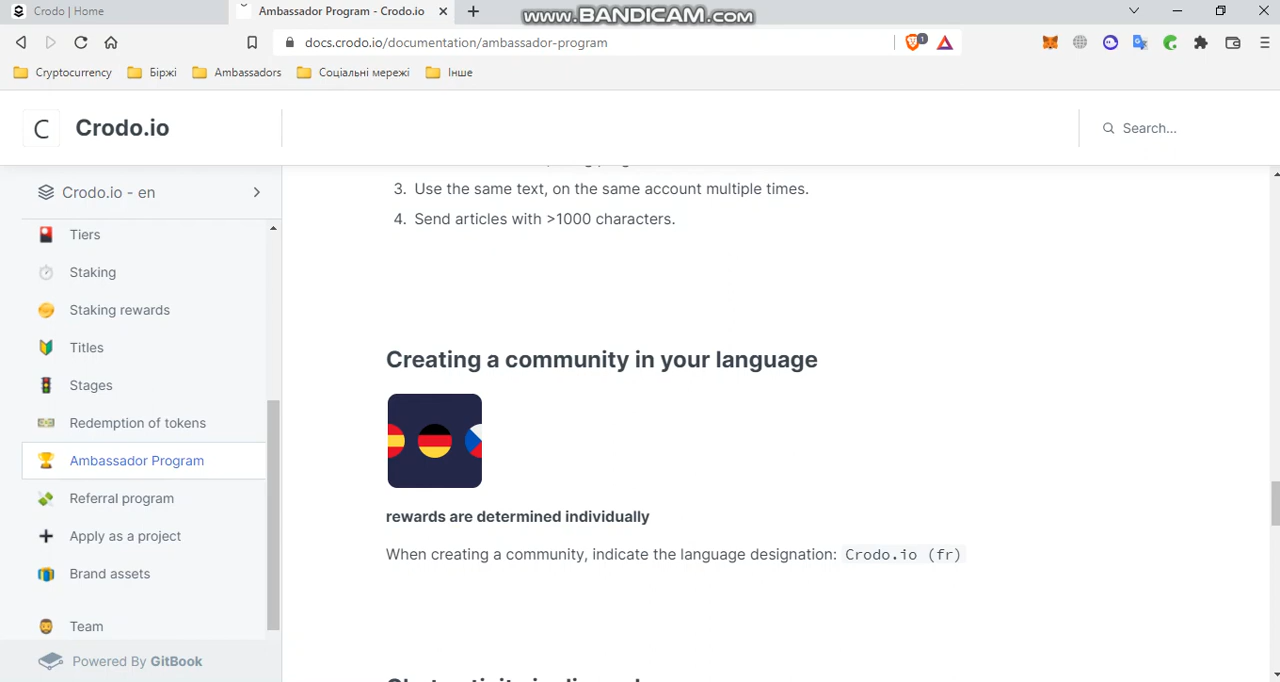 Crodo | Home
Ambassador Program - Crodo.io
www.BANDICAM.com
docs.crodo.io/documentation/ambassador-program
1
Cryptocurrency
Біржі
Ambassadors
Соціальні мережі
Інше
C
Crodo.io
Search...
Crodo.io - en
Tiers
Staking
Staking rewards
Titles
Stages
Redemption of tokens
Ambassador Program
Referral program
Apply as a project
Brand assets
Team
Powered By GitBook
3. Use the same text, on the same account multiple times.
4. Send articles with >1000 characters.
Creating a community in your language
rewards are determined individually
When creating a community, indicate the language designation: Crodo.io (fr)